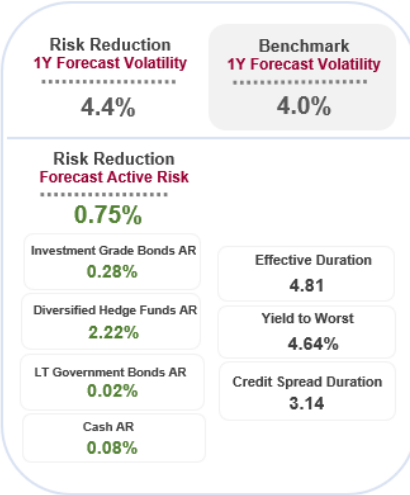 Risk Reduction
1Y Forecast Volatility
4.4%
Benchmark
1Y Forecast Volatility
4.0%
Risk Reduction
Forecast Active Risk
0.75%
Investment Grade Bonds AR
0.28%
Diversified Hedge Funds AR
2.22%
LT Government Bonds AR
0.02%
Cash AR
0.08%
Effective Duration
4.81
Yield to Worst
4.64%
Credit Spread Duration
3.14